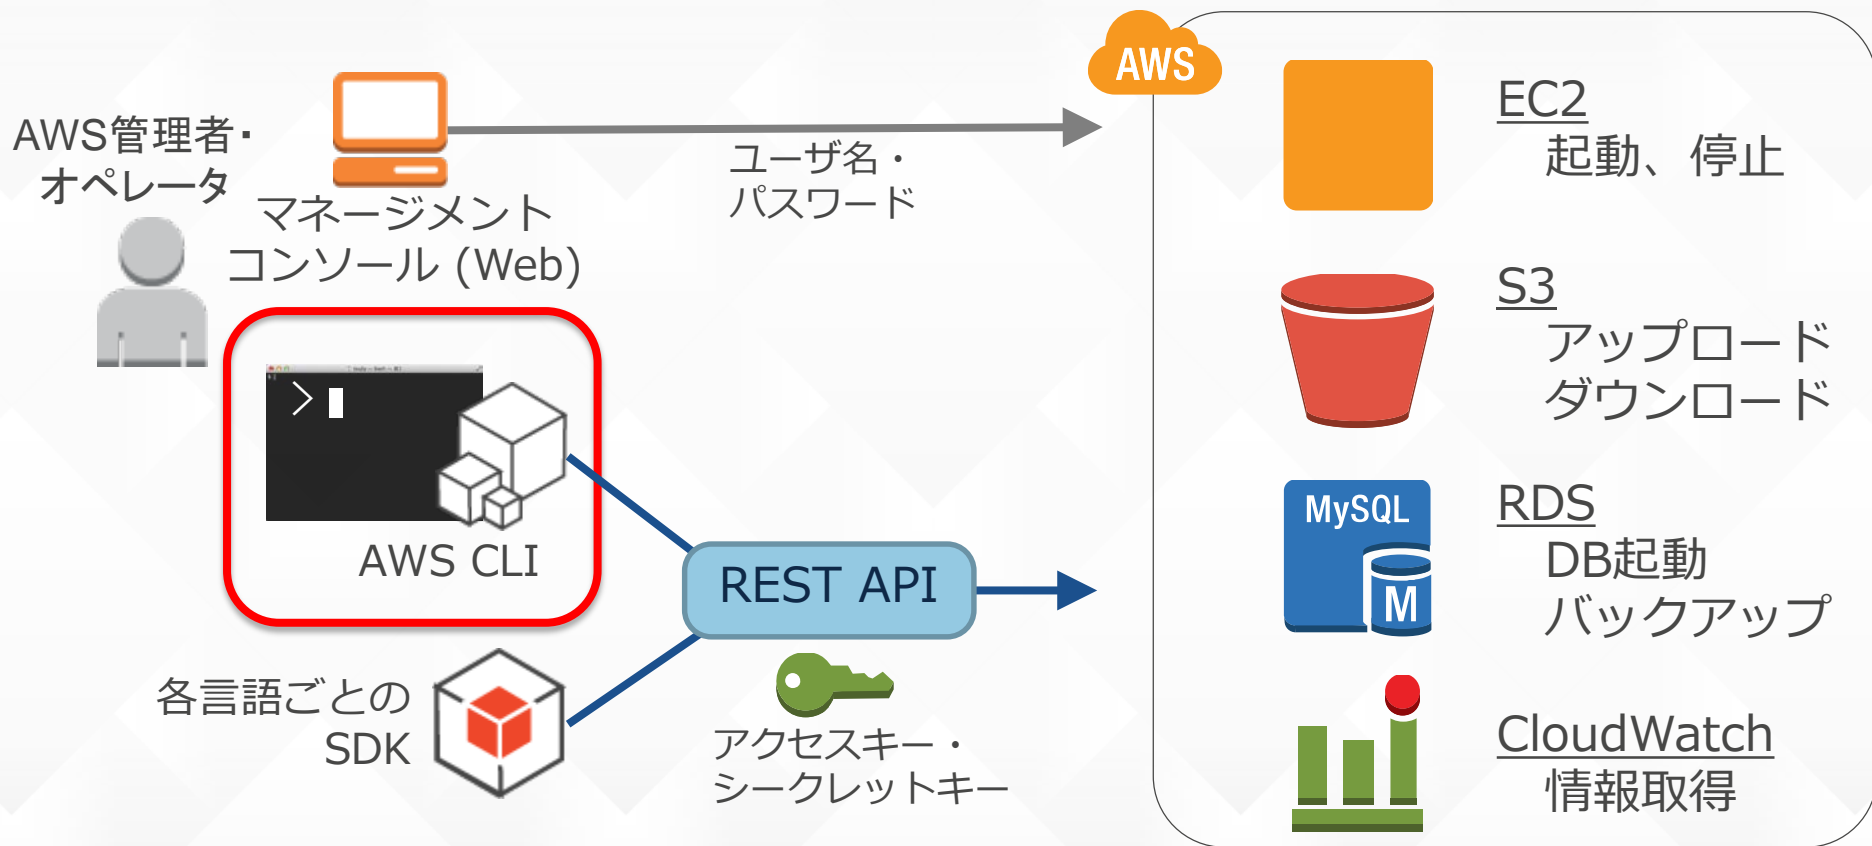 AWS管理者・
オペレータ
マネージメント
コンソール (Web)
AWS CLI
各言語ごとの
SDK
ユーザ名・
パスワード
REST API
アクセスキー・
シークレットキー
AWS
EC2
起動、停止
S3
アップロード
ダウンロード
MySQL
M
RDS
DB起動
バックアップ
CloudWatch
情報取得